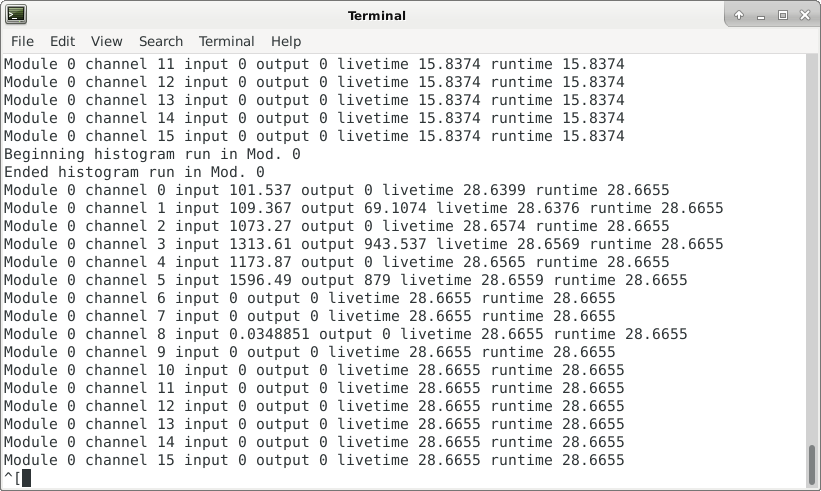 Terminal
File Edit View Search Terminal Help
Module 0 channel 11 input 0 output 0 livetime 15.8374 runtime 15.8374
Module 0 channel 12 input 0 output 0 livetime 15.8374 runtime 15.8374
Module 0 channel 13 input 0 output 0 livetime 15.8374 runtime 15.8374
Module 0 channel 14 input 0 output 0 livetime 15.8374 runtime 15.8374
Module 0 channel 15 input 0 output 0 livetime 15.8374 runtime 15.8374
Beginning histogram run in Mod. 0
Ended histogram run in Mod. 0
Module 0 channel 0 input 101.537 output 0 livetime 28.6399 runtime 28.6655
Module 0 channel 1 input 109.367 output 69.1074 livetime 28.6376 runtime 28.6655
Module 0 channel 2 input 1073.27 output 0 livetime 28.6574 runtime 28.6655
Module 0 channel 3 input 1313.61 output 943.537 livetime 28.6569 runtime 28.6655
Module 0 channel 4 input 1173.87 output 0 livetime 28.6565 runtime 28.6655
Module 0 channel 5 input 1596.49 output 879 livetime 28.6559 runtime 28.6655
Module 0 channel 6 input 0 output 0 livetime 28.6655 runtime 28.6655
Module 0 channel 7 input 0 output 0 livetime 28.6655 runtime 28.6655
Module 0 channel 8 input 0.0348851 output 0 livetime 28.6655 runtime 28.6655
Module 0 channel 9 input 0 output 0 livetime 28.6655 runtime 28.6655
Module 0 channel 10 input 0 output 0 livetime 28.6655 runtime 28.6655
Module 0 channel 11 input 0 output 0 livetime 28.6655 runtime 28.6655
Module 0 channel 12 input 0 output 0 livetime 28.6655 runtime 28.6655
Module 0 channel 13 input 0 output 0 livetime 28.6655 runtime 28.6655
Module 0 channel 14 input 0 output 0 livetime 28.6655 runtime 28.6655
Module 0 channel 15 input 0 output 0 livetime 28.6655 runtime 28.6655
^[